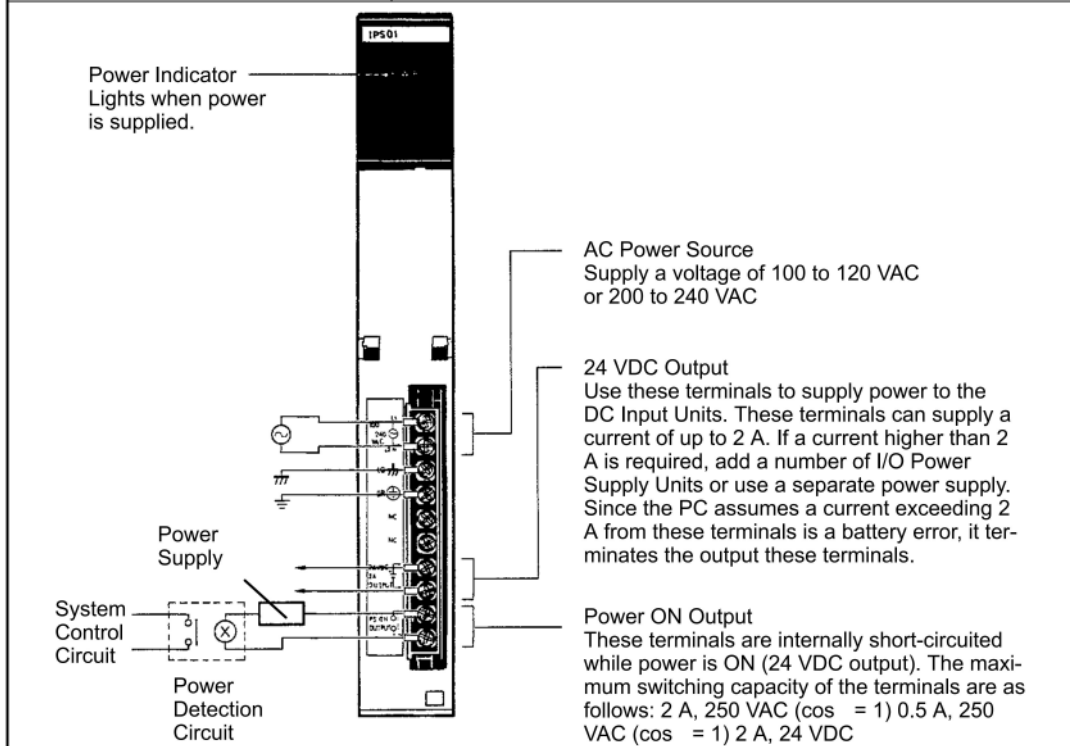 IPS01
Power Indicator
Lights when power
is supplied.
AC Power Source
Supply a voltage of 100 to 120 VAC
or 200 to 240 VAC
24 VDC Output
Use these terminals to supply power to the
DC Input Units. These terminals can supply a
current of up to 2 A. If a current higher than 2
A is required, add a number of I/O Power
Supply Units or use a separate power supply.
Since the PC assumes a current exceeding 2
A from these terminals is a battery error, it ter-
minates the output these terminals.
240
VAC
LG
GR
NC
NC
OUTPUT
OUTPUT
Power
Supply
System
Control
Circuit
Power
Detection
Circuit
Power ON Output
These terminals are internally short-circuited
while power is ON (24 VDC output). The maxi-
mum switching capacity of the terminals are as
follows: 2 A, 250 VAC (cos = 1) 0.5 A, 250
VAC (cos = 1) 2 A, 24 VDC